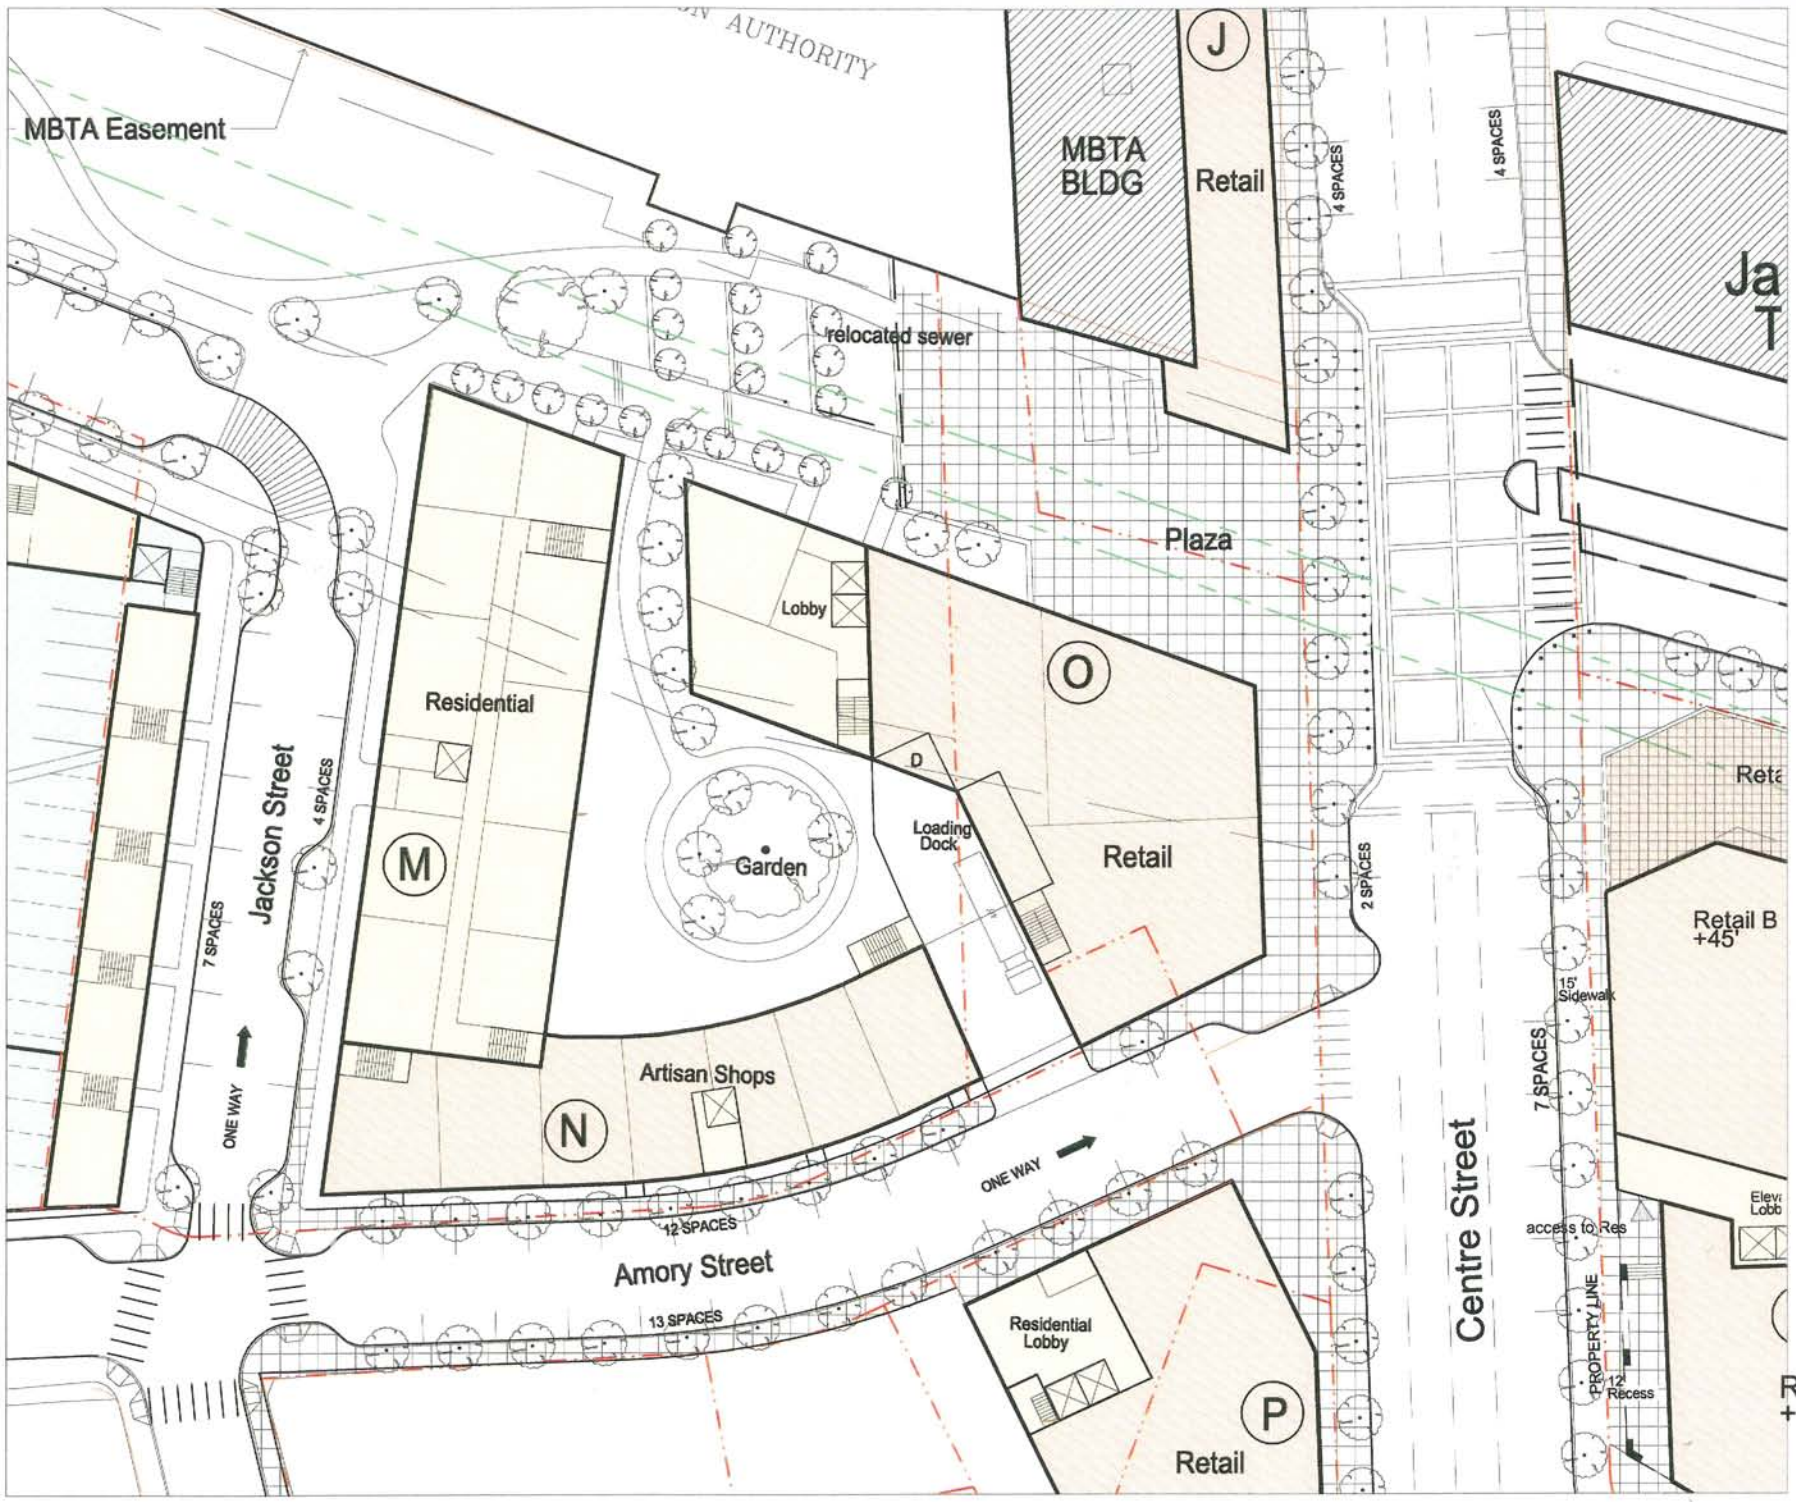 AUTHORITY
MBTA Easement
J
MBTA
BLDG
Retail
4 SPACES
4 SPACES
Ja
T
relocated sewer
Plaza
Lobby
O
Residential
D
Jackson Street
4 SPACES
Loading
Dock
Retail
M
Garden
7 SPACES
2 SPACES
Retail B
+45'
15'
Sidewalk
7 SPACES
ONE WAY
Artisan Shops
N
ONE WAY
12 SPACES
Amory Street
13 SPACES
Centre Street
access to Res
PROPERTY LINE
12'
Recess
Residential
Lobby
P
Retail